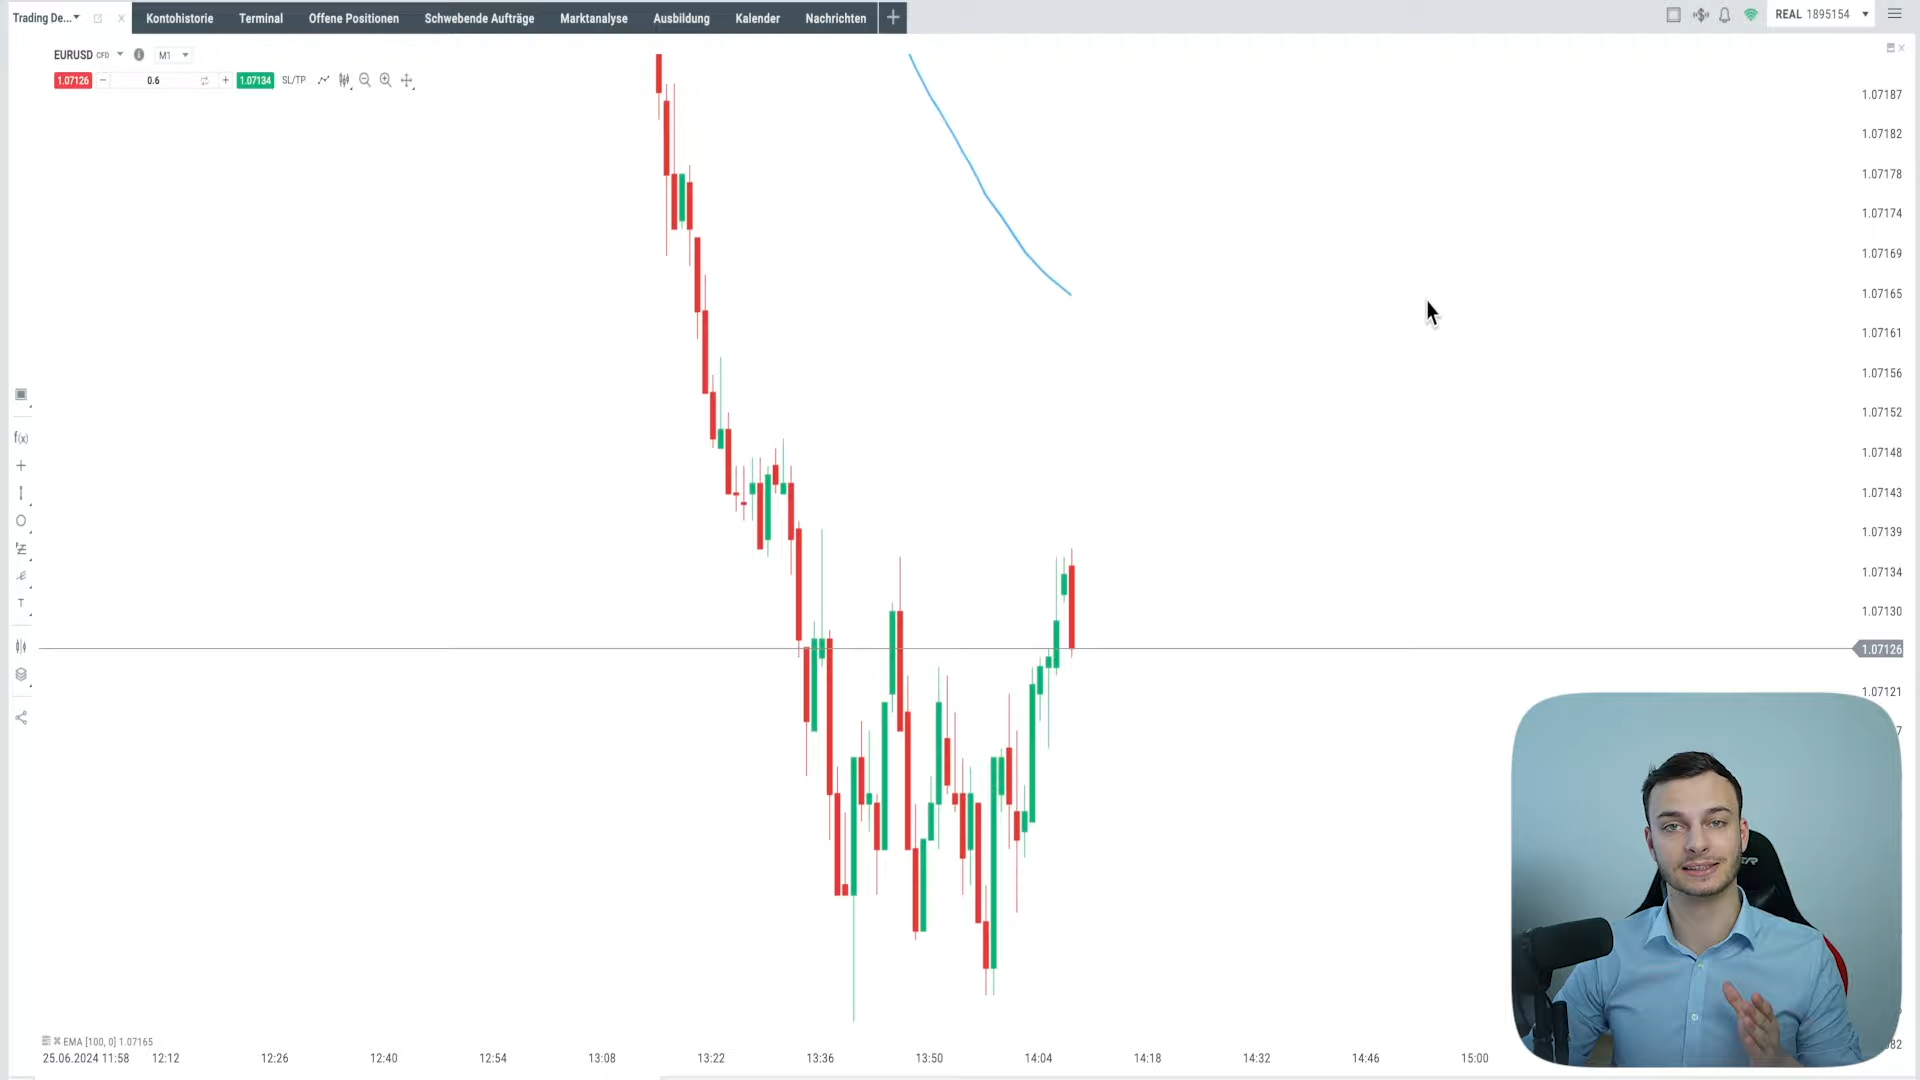 Trading De... Kontohistorie Terminal Offene Positionen Schwebende Aufträge Marktanalyse Ausbildung Kalender Nachrichten + REAL 1895154
EURUSD CFD M1
1.07126 − 0.6 + 1.07134 SL/TP
1.07187
1.07182
1.07178
1.07174
1.07169
1.07165
1.07161
1.07156
1.07152
1.07148
1.07143
1.07139
1.07134
1.07130
1.07126
1.07121
f(x)
T
EMA [100, 0] 1.07165
25.06.2024 11:58 12:12 12:26 12:40 12:54 13:08 13:22 13:36 13:50 14:04 14:18 14:32 14:46 15:00